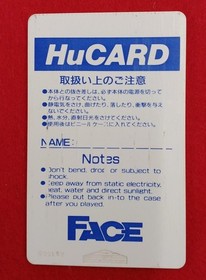 HuCARD
取扱い上のご注意
●本体との抜き差しは、必ず本体の電源を切って
から行なってください。
●静電気をさけ、曲げたり、落したり、衝撃を与え
ないでください。
●熱、水分、直射日光をさけてください。
●使用後はビニールケースに入れてください。
NAME:
Notes
●Don't bend, drop or subject to
shock.
●Keep away from static electricity,
heat, water and direct sunlight.
●Please put back in to the case
after you played.
FACE